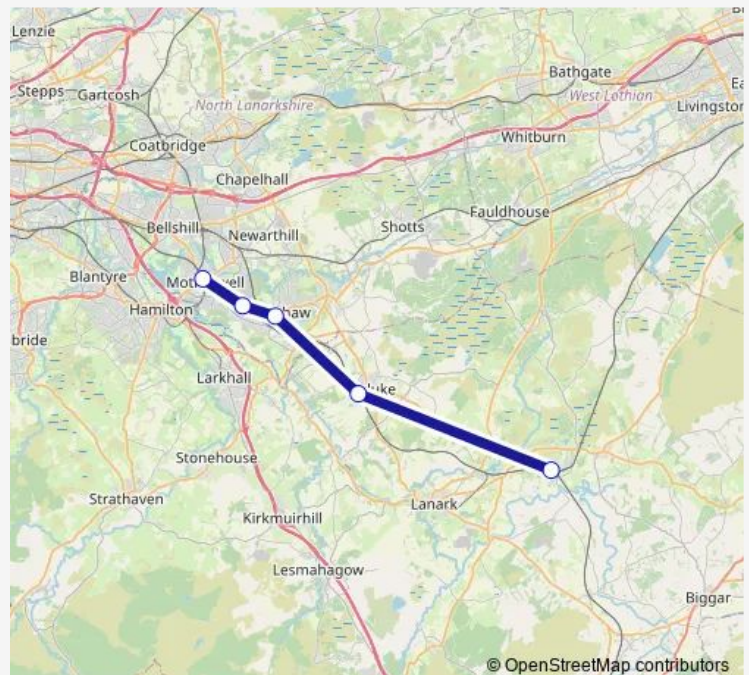 Lenzie
Stepps
Gartcosh
North Lanarkshire
Bathgate
West Lothian
Livingston
Coatbridge
Whitburn
Chapelhall
Bellshill
Newarthill
Shotts
Fauldhouse
Blantyre
Hamilton
bride
Larkhall
Stonehouse
Strathaven
Lanark
Kirkmuirhill
Lesmahagow
Biggar
© OpenStreetMap contributors